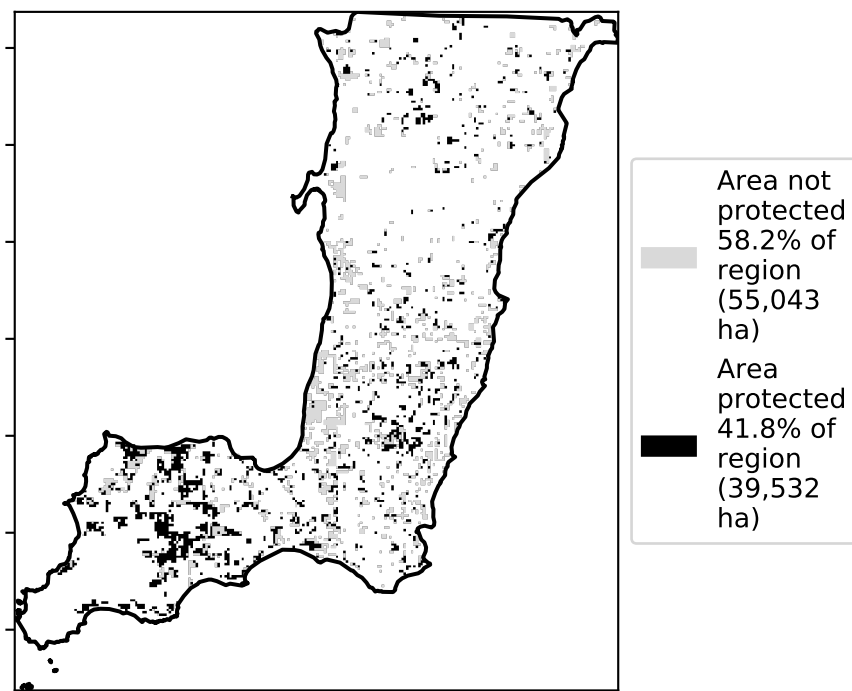 Area not
protected
58.2% of
region
(55,043
ha)
Area
protected
41.8% of
region
(39,532
ha)